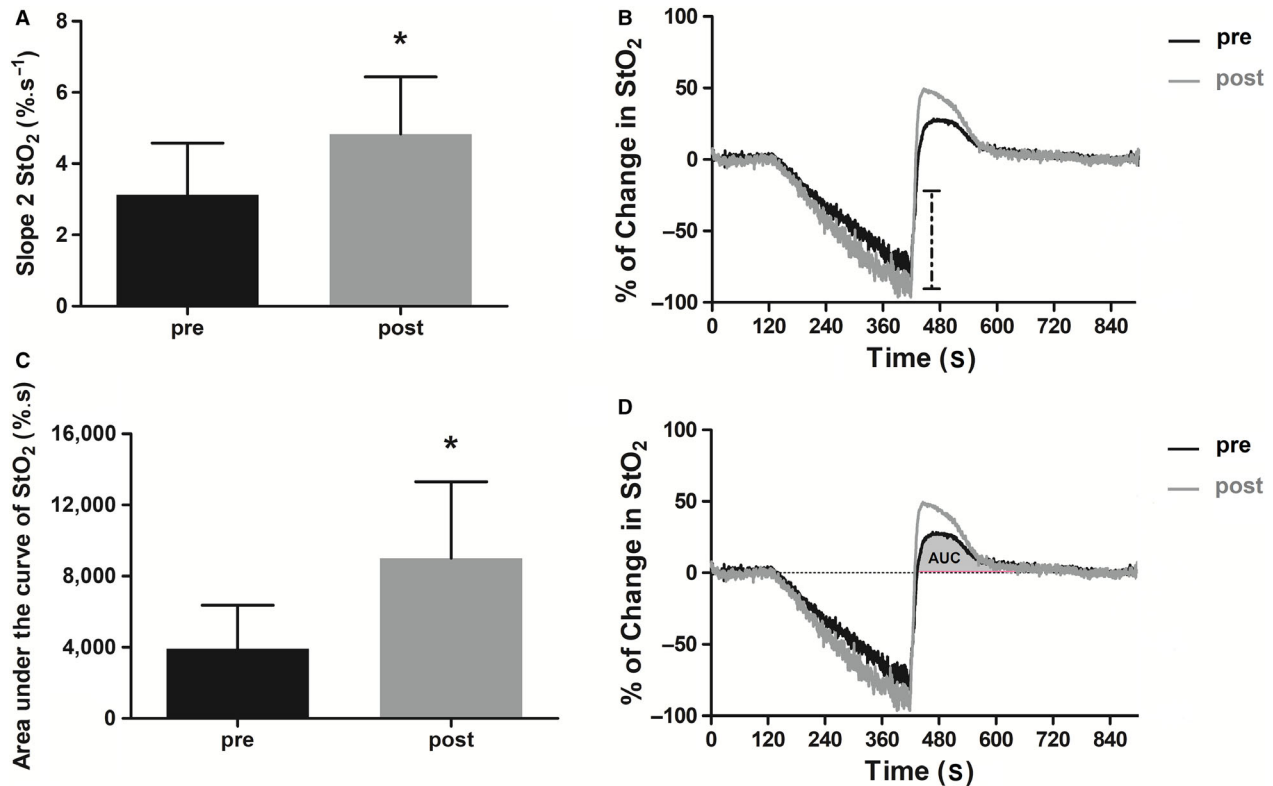 A
Slope 2 StO2 (%.s−1)
8
6
4
2
0
*
pre
post
B
% of Change in StO2
100
50
0
−50
−100
0 120 240 360 480 600 720 840
Time (s)
pre
post
C
Area under the curve of StO2 (%.s)
16,000
12,000
8,000
4,000
0
*
pre
post
D
% of Change in StO2
100
50
0
−50
−100
AUC
0 120 240 360 480 600 720 840
Time (s)
pre
post